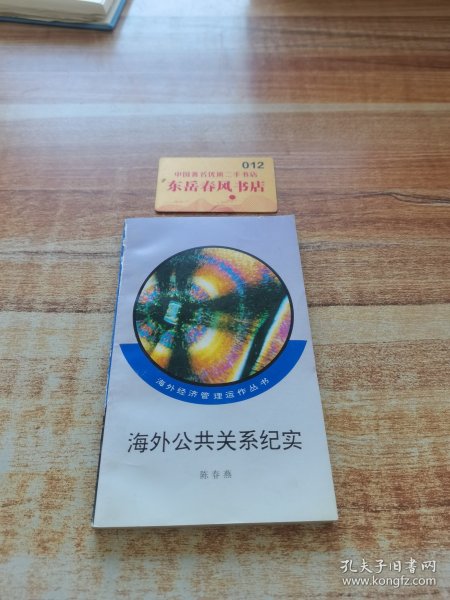 012
中国著名优质二手书店
东岳春风书店
海外经济管理运作丛书
海外公共关系纪实
陈春燕
孔夫子旧书网
www.kongfz.com